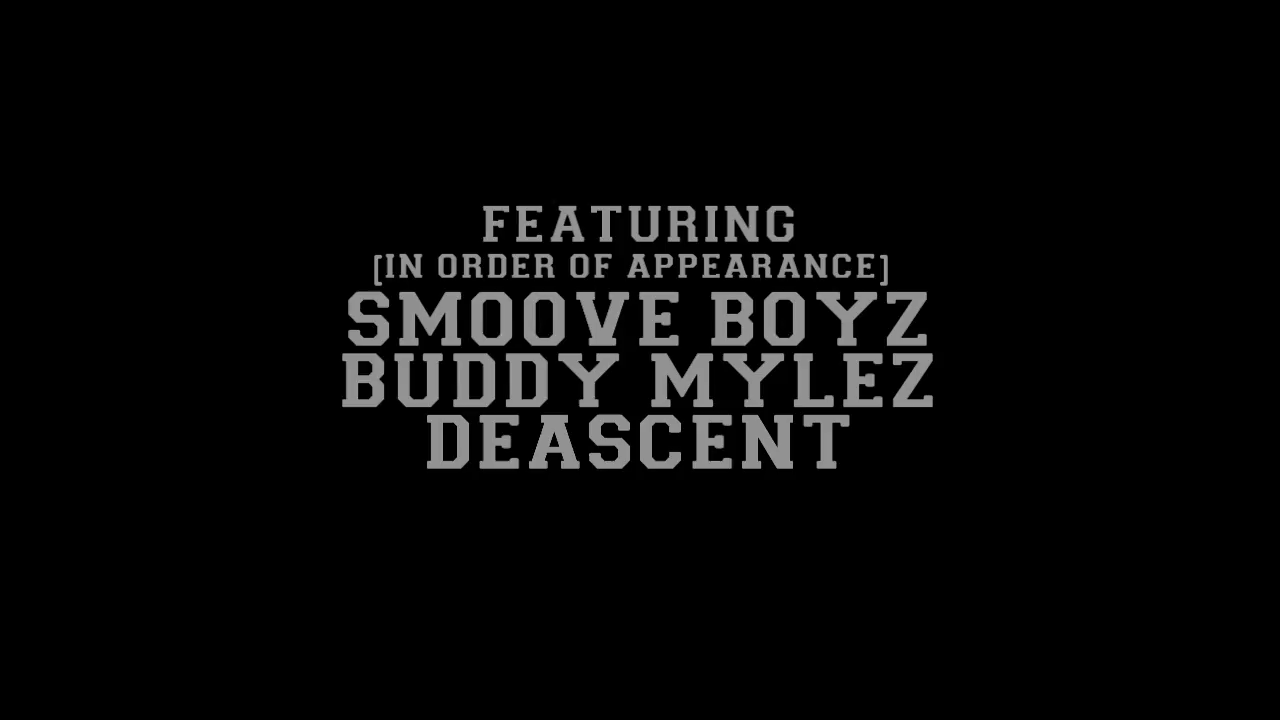 FEATURING
[IN ORDER OF APPEARANCE]
SMOOVE BOYZ
BUDDY MYLEZ
DEASCENT